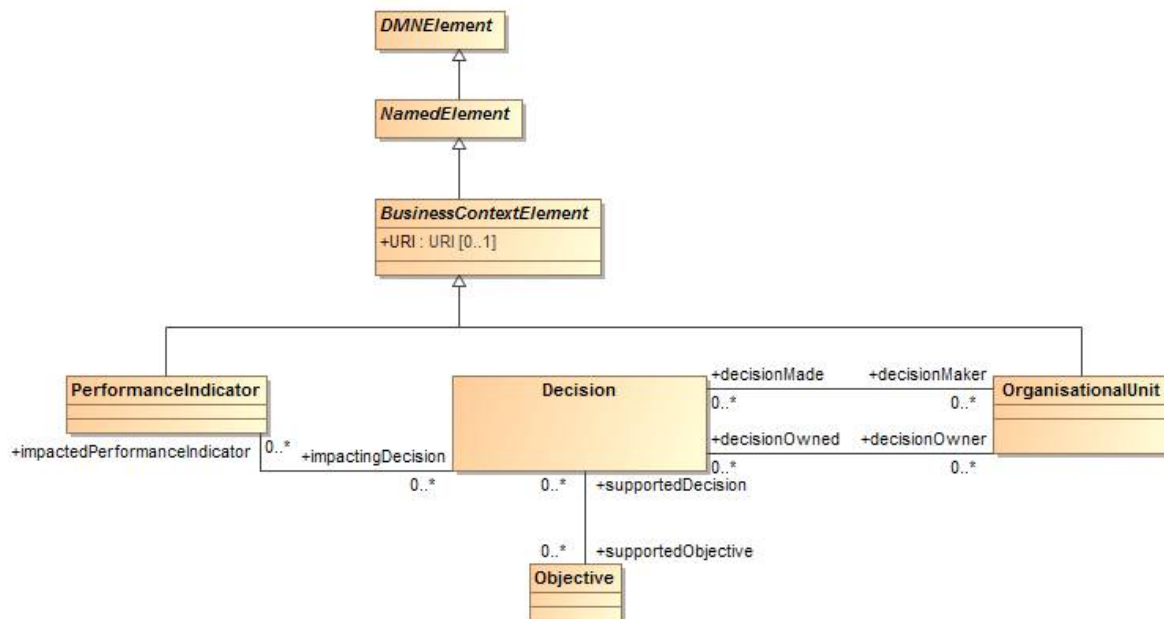 DMNElement
NamedElement
BusinessContextElement
+URI : URI [0..1]
PerformanceIndicator
Decision
+decisionMade
+decisionMaker
OrganisationalUnit
0..*
0..*
+impactedPerformanceIndicator
0..*
+impactingDecision
0..*
+decisionOwned
+decisionOwner
0..*
0..*
0..*
+supportedDecision
0..*
+supportedObjective
Objective